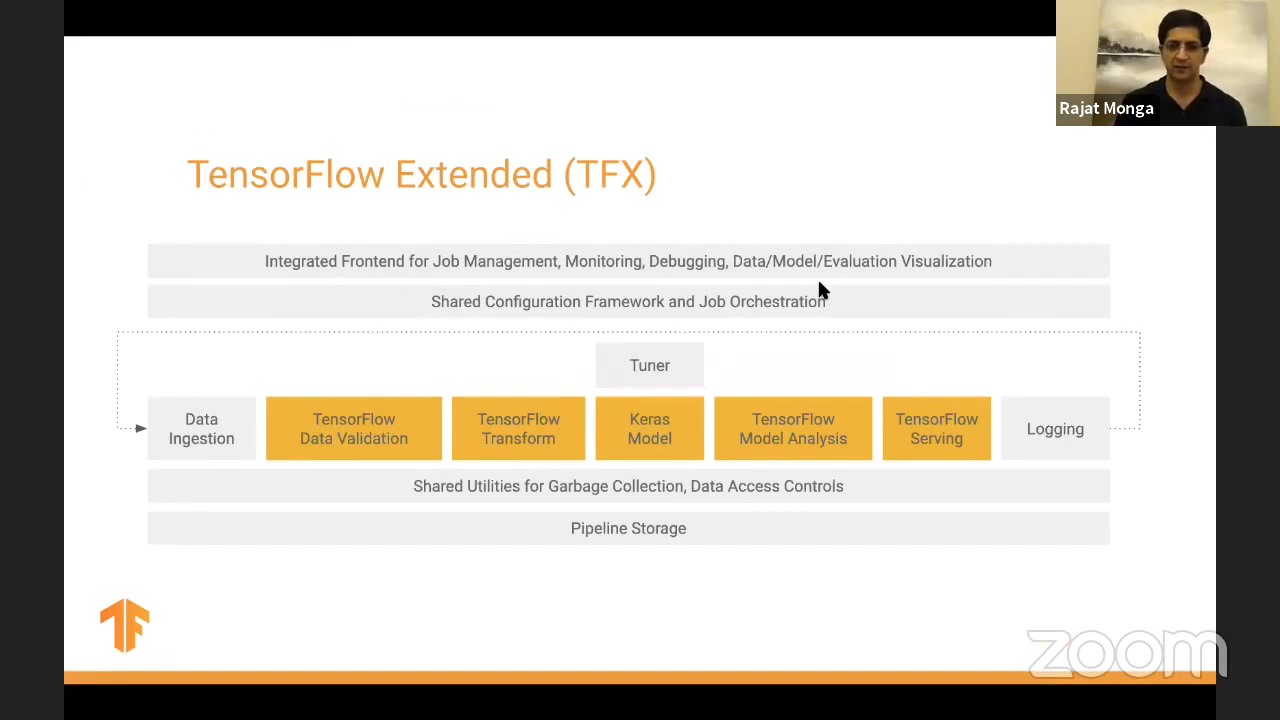 Rajat Monga
TensorFlow Extended (TFX)
Integrated Frontend for Job Management, Monitoring, Debugging, Data/Model/Evaluation Visualization
Shared Configuration Framework and Job Orchestration
Tuner
Data
Ingestion
TensorFlow
Data Validation
TensorFlow
Transform
Keras
Model
TensorFlow
Model Analysis
TensorFlow
Serving
Logging
Shared Utilities for Garbage Collection, Data Access Controls
Pipeline Storage
zoom